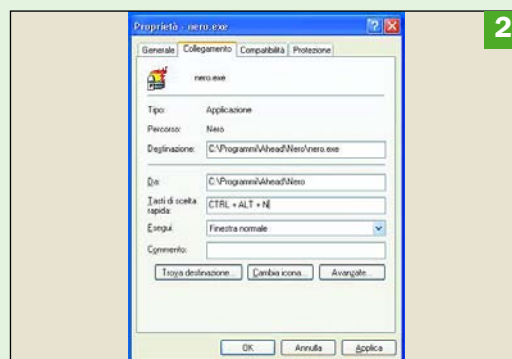 Proprietà - nero.exe
2
Generale Collegamento Compatibilità Protezione
nero.exe
Tipo: Applicazione
Percorso: Nero
Destinazione: C:\Programmi\Ahead\Nero\nero.exe
Da: C:\Programmi\Ahead\Nero
Tasti di scelta rapida: CTRL + ALT + N
Esegui: Finestra normale
Commento:
Trova destinazione... Cambia icona... Avanzate...
OK Annulla Applica